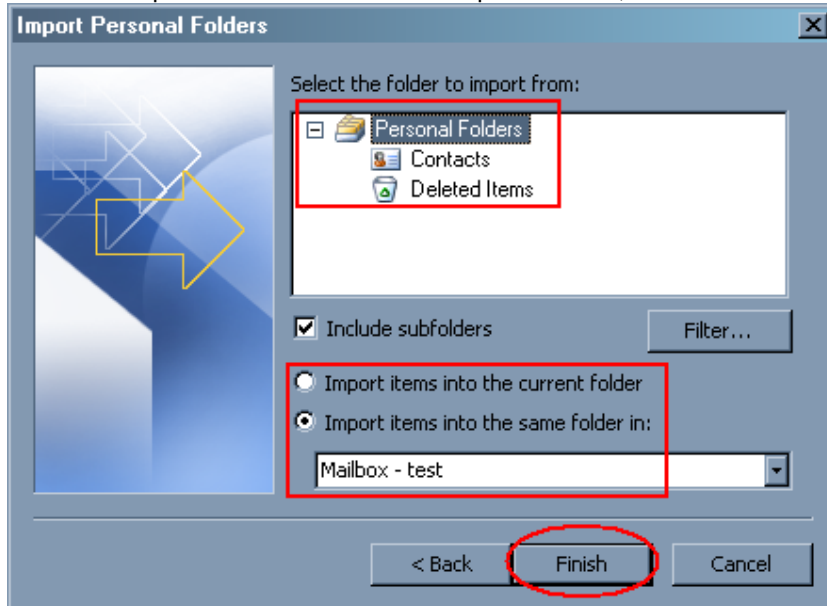 Import Personal Folders
Select the folder to import from:
Personal Folders
Contacts
Deleted Items
Include subfolders
Filter...
Import items into the current folder
Import items into the same folder in:
Mailbox - test
< Back
Finish
Cancel